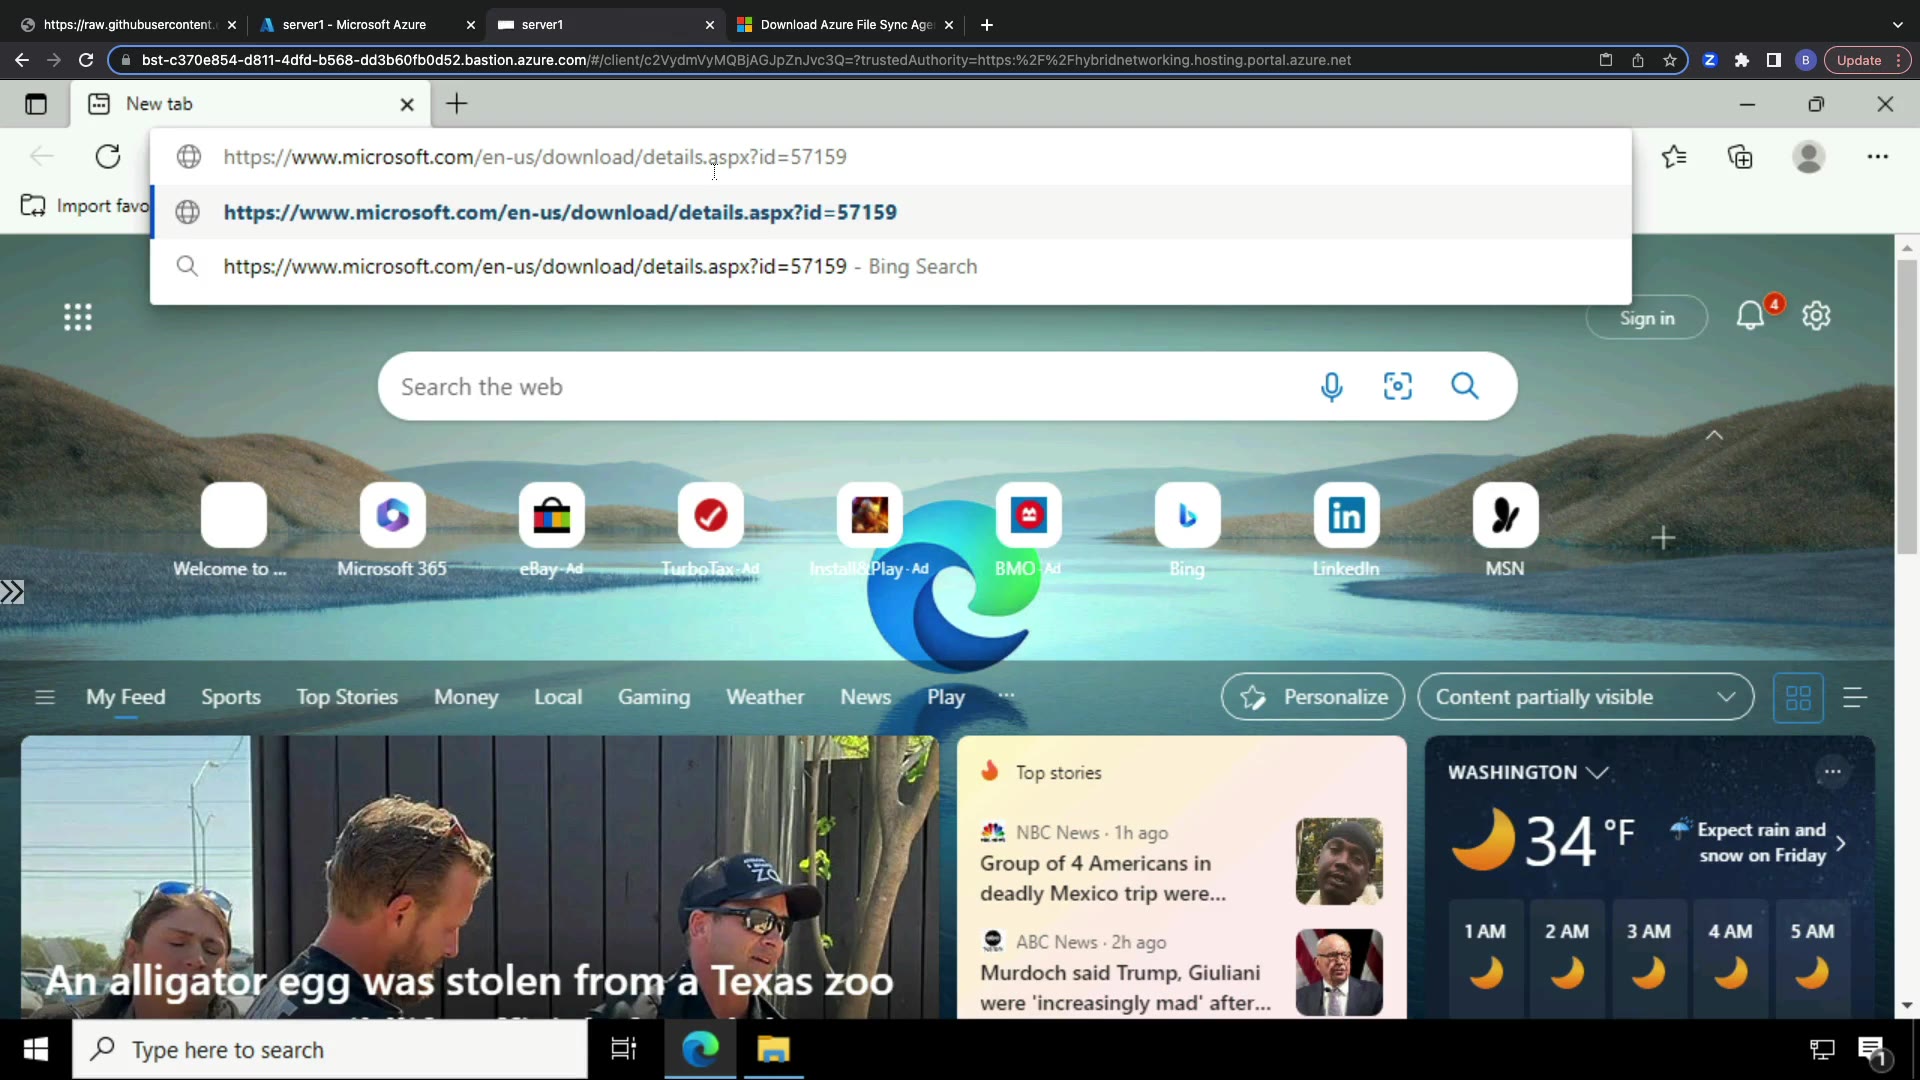 https://raw.githubusercontent.
server1 - Microsoft Azure
server1
Download Azure File Sync Age
bst-c370e854-d811-4dfd-b568-dd3b60fb0d52.bastion.azure.com/#/client/c2VydmVyMQBjAGJpZnJvc3Q=?trustedAuthority=https:%2F%2Fhybridnetworking.hosting.portal.azure.net
Z
B
Update
New tab
https://www.microsoft.com/en-us/download/details.aspx?id=57159
Import favo
https://www.microsoft.com/en-us/download/details.aspx?id=57159
https://www.microsoft.com/en-us/download/details.aspx?id=57159 - Bing Search
Sign in
4
Search the web
Welcome to ...
Microsoft 365
eBay · Ad
TurboTax · Ad
Install&Play · Ad
BMO · Ad
Bing
in
LinkedIn
MSN
My Feed
Sports
Top Stories
Money
Local
Gaming
Weather
News
Play
...
Personalize
Content partially visible
ZO
An alligator egg was stolen from a Texas zoo
Top stories
NBC News · 1h ago
Group of 4 Americans in
deadly Mexico trip were...
ABC News · 2h ago
Murdoch said Trump, Giuliani
were 'increasingly mad' after...
WASHINGTON
34 °F
Expect rain and
snow on Friday
1 AM
2 AM
3 AM
4 AM
5 AM
Type here to search
1